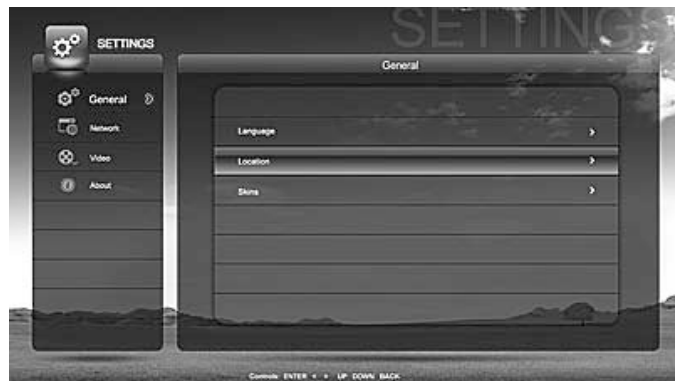 SETTINGS
SETTINGS
General
General
Network
Video
About
Language
Location
Skins
Controls: ENTER < > UP DOWN BACK